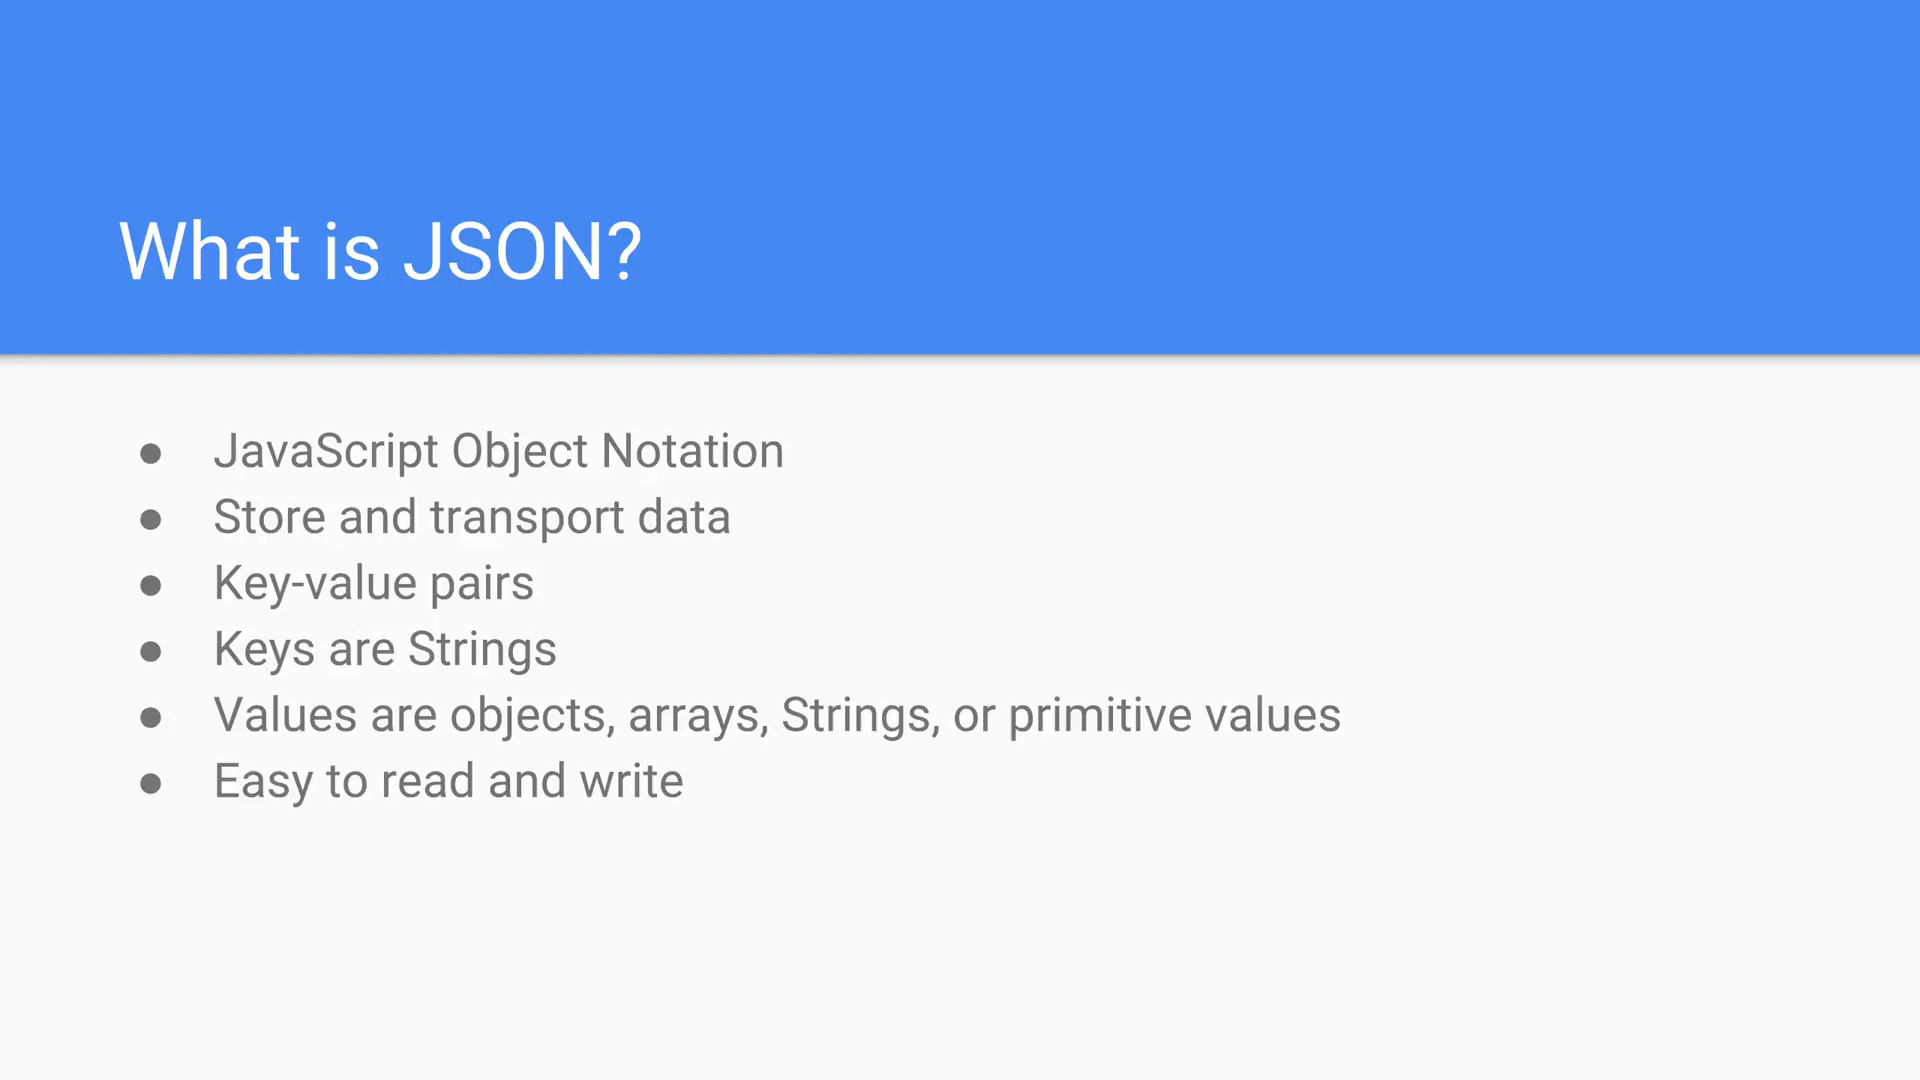 What is JSON?
● JavaScript Object Notation
● Store and transport data
● Key-value pairs
● Keys are Strings
● Values are objects, arrays, Strings, or primitive values
● Easy to read and write